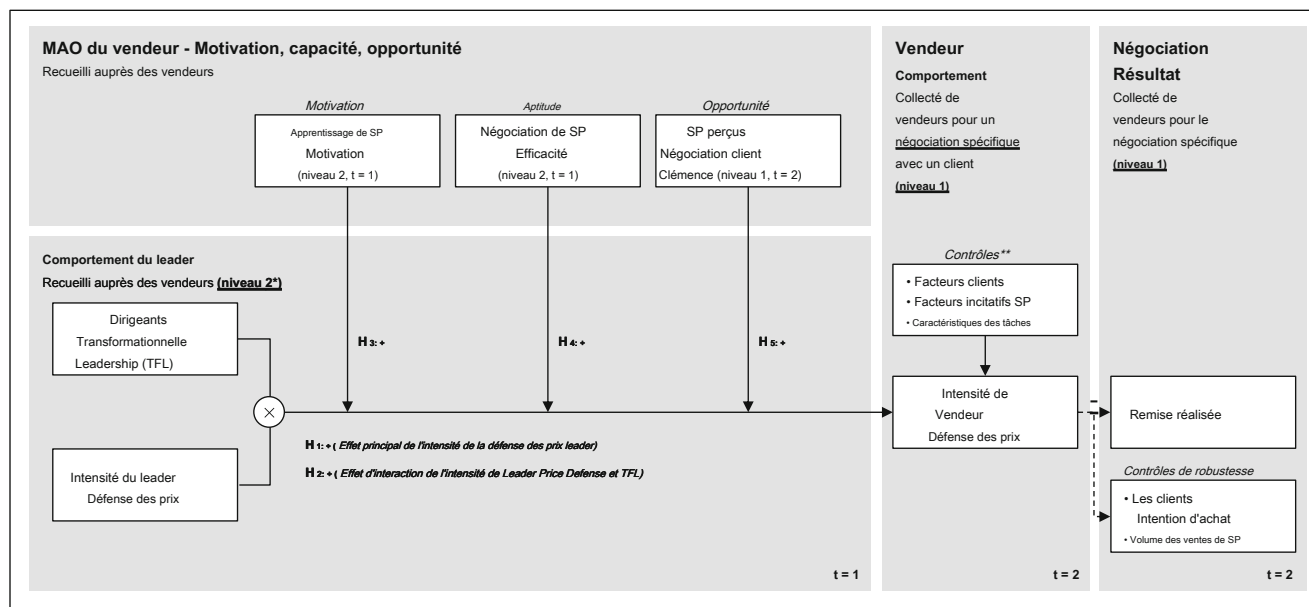 MAO du vendeur - Motivation, capacité, opportunité
Recueilli auprès des vendeurs
Motivation
Apprentissage de SP
Motivation
(niveau 2, t = 1)
Aptitude
Négociation de SP
Efficacité
(niveau 2, t = 1)
Opportunité
SP perçus
Négociation client
Clémence (niveau 1, t = 2)
Comportement du leader
Recueilli auprès des vendeurs (niveau 2*)
Dirigeants
Transformationnelle
Leadership (TFL)
Intensité du leader
Défense des prix
×
H 3: +
H 4: +
H 5: +
H 1: + ( Effet principal de l'intensité de la défense des prix leader)
H 2: + ( Effet d'interaction de l'intensité de Leader Price Defense et TFL)
t = 1
Vendeur
Comportement
Collecté de
vendeurs pour un
négociation spécifique
avec un client
(niveau 1)
Contrôles**
• Facteurs clients
• Facteurs incitatifs SP
• Caractéristiques des tâches
Intensité de
Vendeur
Défense des prix
t = 2
Négociation
Résultat
Collecté de
vendeurs pour le
négociation spécifique
(niveau 1)
–
Remise réalisée
Contrôles de robustesse
• Les clients
Intention d'achat
• Volume des ventes de SP
t = 2